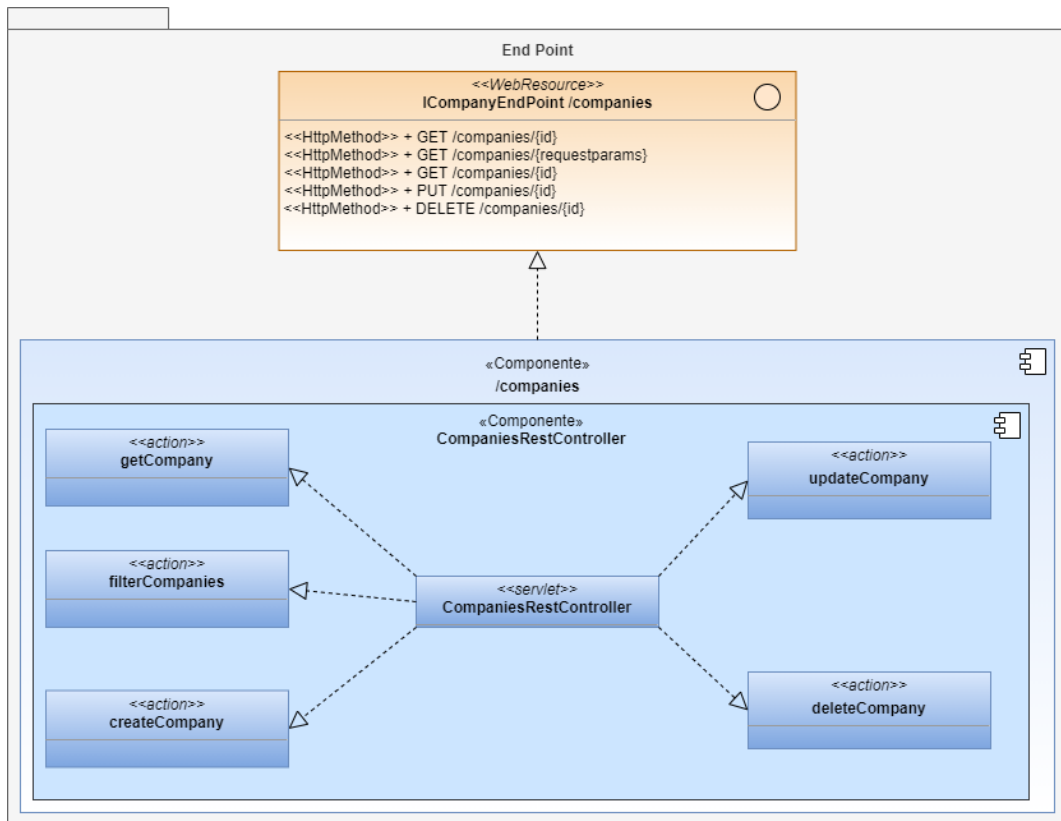 End Point
<<WebResource>>
ICompanyEndPoint /companies
<<HttpMethod>> + GET /companies/{id}
<<HttpMethod>> + GET /companies/{requestparams}
<<HttpMethod>> + GET /companies/{id}
<<HttpMethod>> + PUT /companies/{id}
<<HttpMethod>> + DELETE /companies/{id}
«Componente»
/companies
«Componente»
CompaniesRestController
<<action>>
getCompany
<<action>>
updateCompany
<<action>>
filterCompanies
<<servlet>>
CompaniesRestController
<<action>>
createCompany
<<action>>
deleteCompany